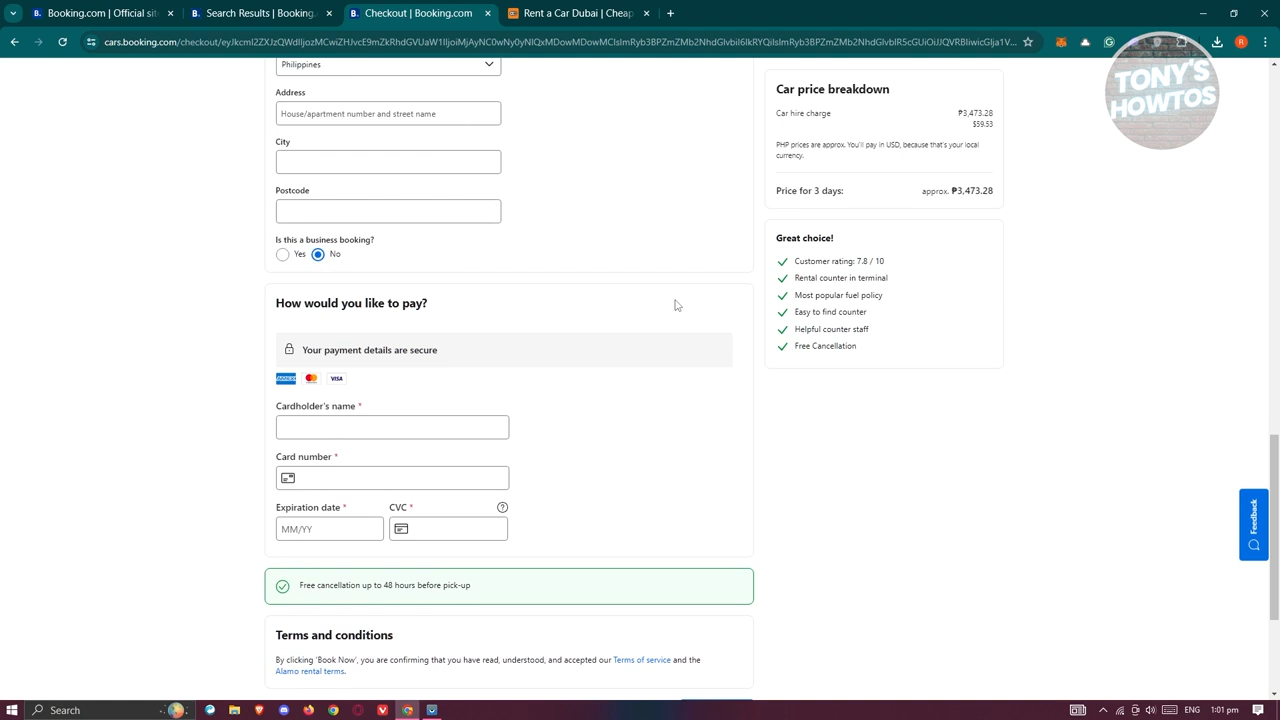 Booking.com | Official sit
Search Results | Booking.
Checkout | Booking.com
Rent a Car Dubai | Cheap
TONY'S
HOWTOS
Philippines
Address
House/apartment number and street name
City
Postcode
Is this a business booking?
Yes
No
How would you like to pay?
Your payment details are secure
VISA
Cardholder's name *
Card number *
Expiration date *
CVC *
MM/YY
Free cancellation up to 48 hours before pick-up
Terms and conditions
By clicking 'Book Now', you are confirming that you have read, understood, and accepted our Terms of service and the
Alamo rental terms.
Car price breakdown
Car hire charge
₱3,473.28
$59.53
PHP prices are approx. You'll pay in USD, because that's your local
currency.
Price for 3 days:
approx. ₱3,473.28
Great choice!
Customer rating: 7.8 / 10
Rental counter in terminal
Most popular fuel policy
Easy to find counter
Helpful counter staff
Free Cancellation
Feedback
Search
ENG
1:01 pm